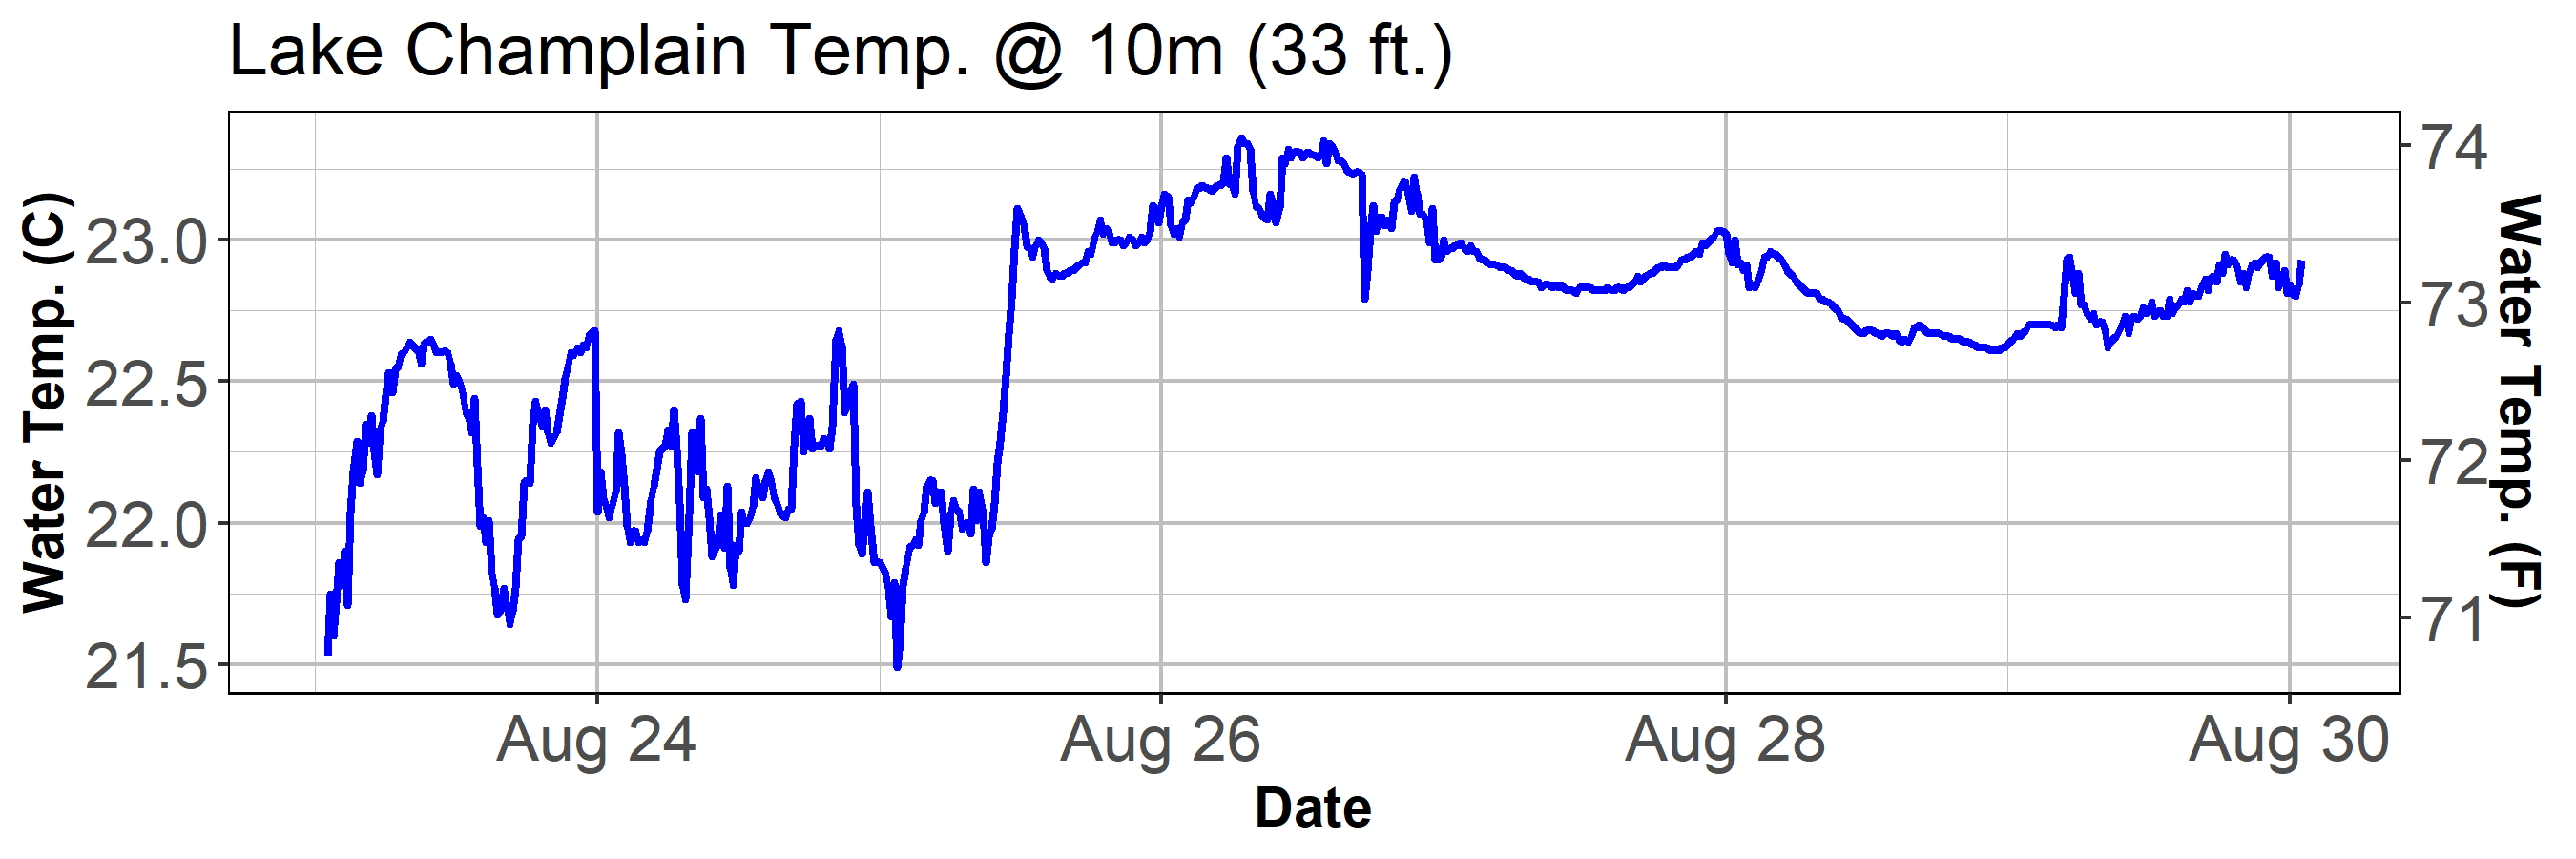 Lake Champlain Temp. @ 10m (33 ft.)
Water Temp. (C)
23.0
22.5
22.0
21.5
74
73
72
71
Water Temp. (F)
Aug 24 Aug 26 Aug 28 Aug 30
Date